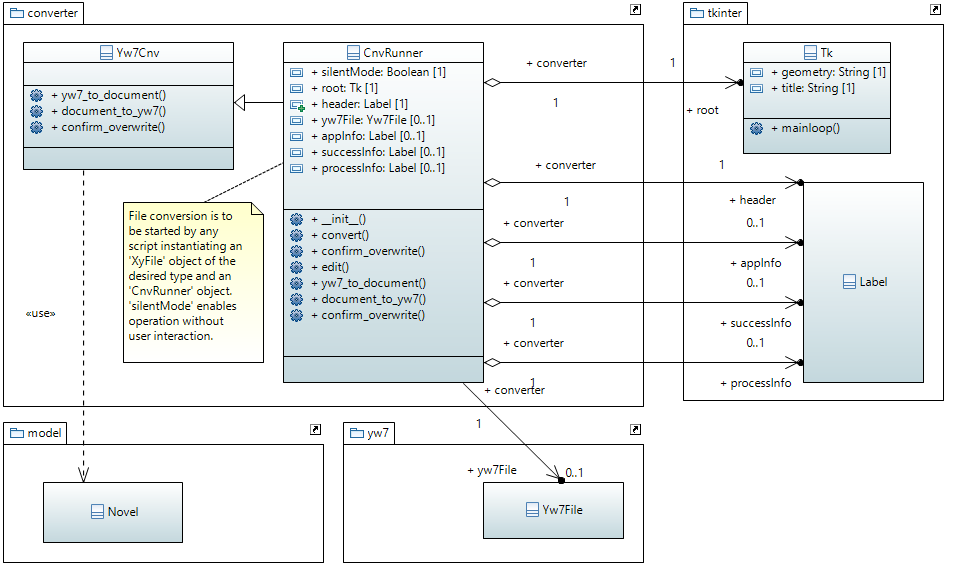 converter
Yw7Cnv
+ yw7_to_document()
+ document_to_yw7()
+ confirm_overwrite()
CnvRunner
+ silentMode: Boolean [1]
+ root: Tk [1]
+ header: Label [1]
+ yw7File: Yw7File [0..1]
+ appInfo: Label [0..1]
+ successInfo: Label [0..1]
+ processInfo: Label [0..1]
+ __init__()
+ convert()
+ confirm_overwrite()
+ edit()
+ yw7_to_document()
+ document_to_yw7()
+ confirm_overwrite()
File conversion is to
be started by any
script instantiating an
'XyFile' object of the
desired type and an
'CnvRunner' object.
'silentMode' enables
operation without
user interaction.
«use»
+ converter
1
1
+ root
+ converter
1
1
+ header
+ converter
0..1
1
+ appInfo
+ converter
0..1
1
+ successInfo
+ converter
0..1
1
+ processInfo
+ converter
1
+ yw7File
0..1
tkinter
Tk
+ geometry: String [1]
+ title: String [1]
+ mainloop()
Label
model
Novel
yw7
Yw7File